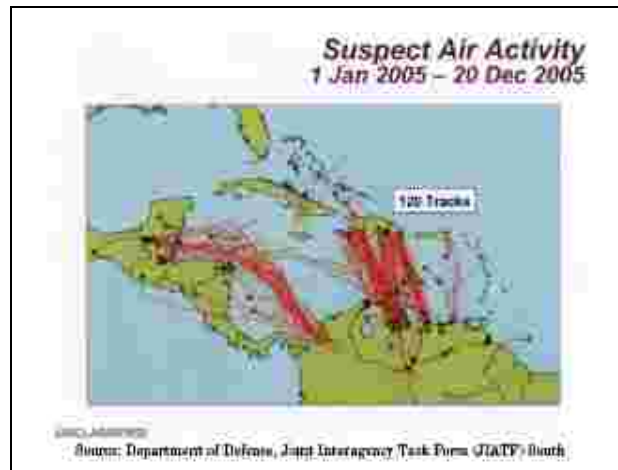 Suspect Air Activity
1 Jan 2005 – 20 Dec 2005
120 Tracks
UNCLASSIFIED
Source: Department of Defense, Joint Interagency Task Force (JIATF) South